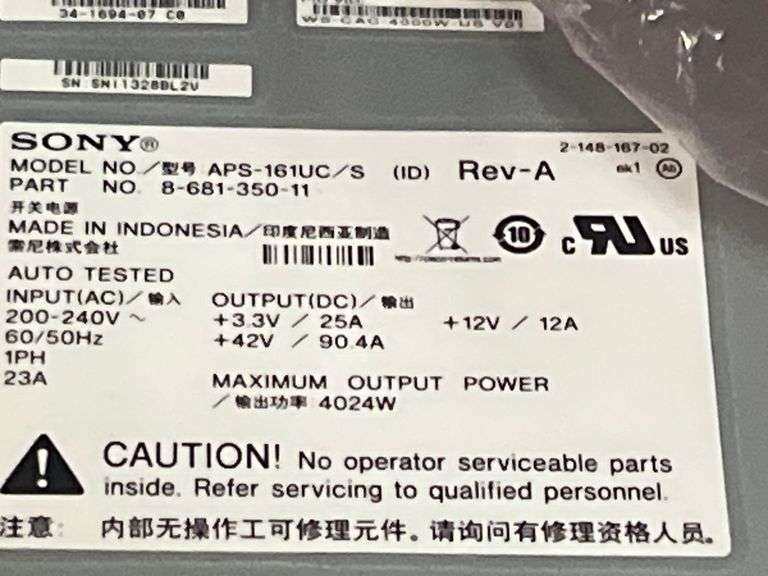 34-1694-07 C0
WS-CAC-4000W-US V01
SN: SNI1328BL2V
SONY®
2-148-167-02
MODEL NO./型号 APS-161UC/S (ID) Rev-A
PART NO. 8-681-350-11
开关电源
MADE IN INDONESIA/印度尼西亚制造
索尼株式会社
10
C US
AUTO TESTED
INPUT(AC)/输入 OUTPUT(DC)/输出
200-240V ~ +3.3V / 25A +12V / 12A
60/50Hz +42V / 90.4A
1PH
23A MAXIMUM OUTPUT POWER
/输出功率 4024W
CAUTION! No operator serviceable parts
inside. Refer servicing to qualified personnel.
注意: 内部无操作工可修理元件。请询问有修理资格人员。